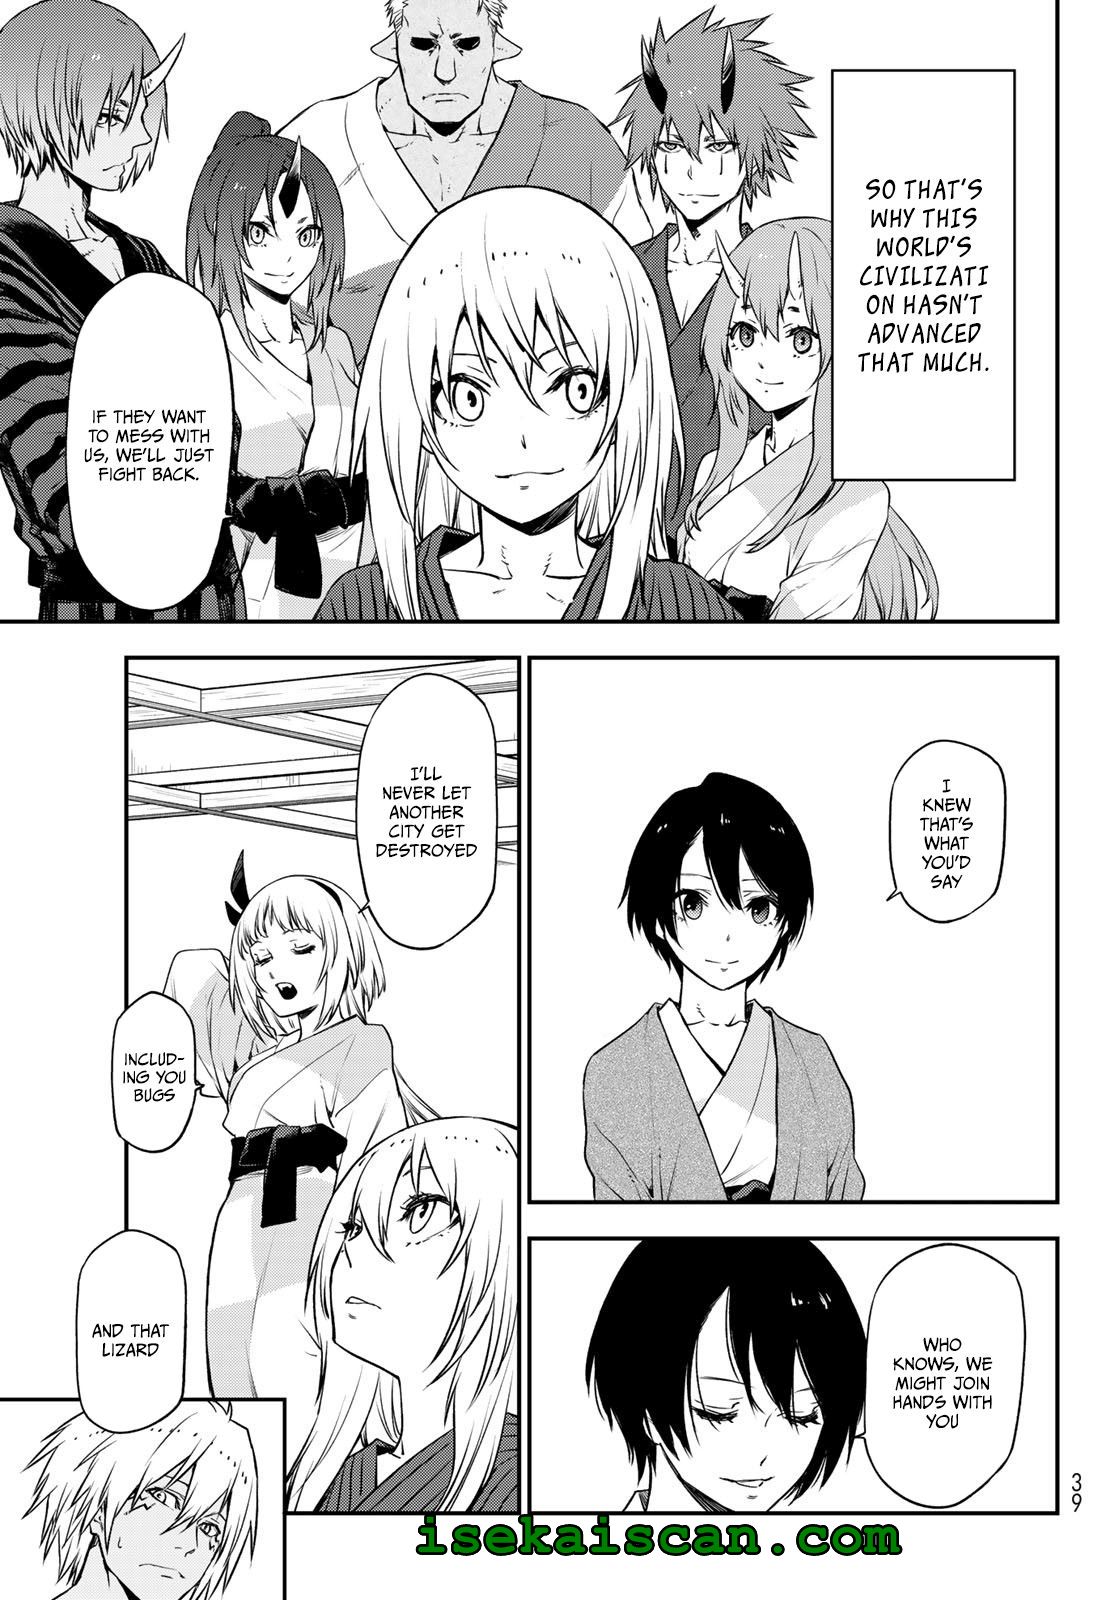 SO THAT'S
WHY THIS
WORLD'S
CIVILIZATI
ON HASN'T
ADVANCED
THAT MUCH.
IF THEY WANT
TO MESS WITH
US, WE'LL JUST
FIGHT BACK.
I
KNEW
THAT'S
WHAT
YOU'D
SAY
WHO
KNOWS, WE
MIGHT JOIN
HANDS WITH
YOU
I'LL
NEVER LET
ANOTHER
CITY GET
DESTROYED
INCLUD-
ING YOU
BUGS
AND THAT
LIZARD
39
isekaiscan.com